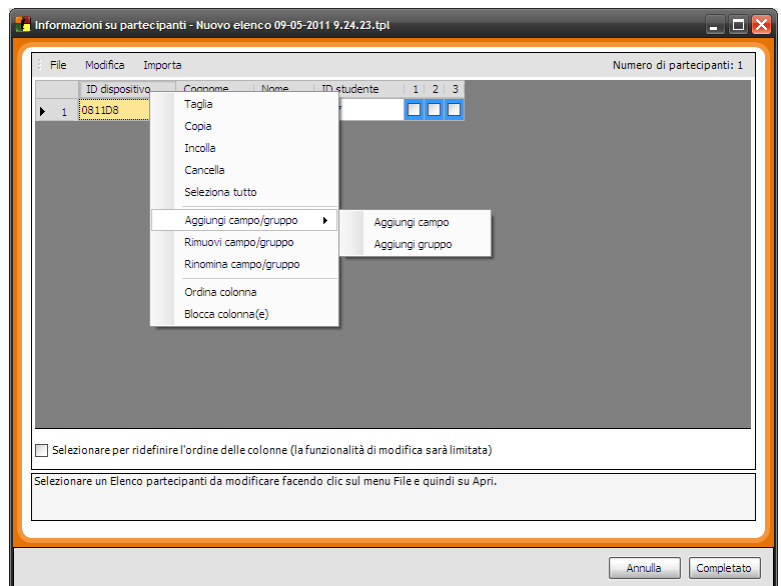 Informazioni su partecipanti - Nuovo elenco 09-05-2011 9.24.23.tpl
File Modifica Importa Numero di partecipanti: 1
ID dispositivo Cognome Nome ID studente 1 2 3
1 0811D8
Taglia
Copia
Incolla
Cancella
Seleziona tutto
Aggiungi campo/gruppo Aggiungi campo
Rimuovi campo/gruppo Aggiungi gruppo
Rinomina campo/gruppo
Ordina colonna
Blocca colonna(e)
Selezionare per ridefinire l'ordine delle colonne (la funzionalità di modifica sarà limitata)
Selezionare un Elenco partecipanti da modificare facendo clic sul menu File e quindi su Apri.
Annulla Completato